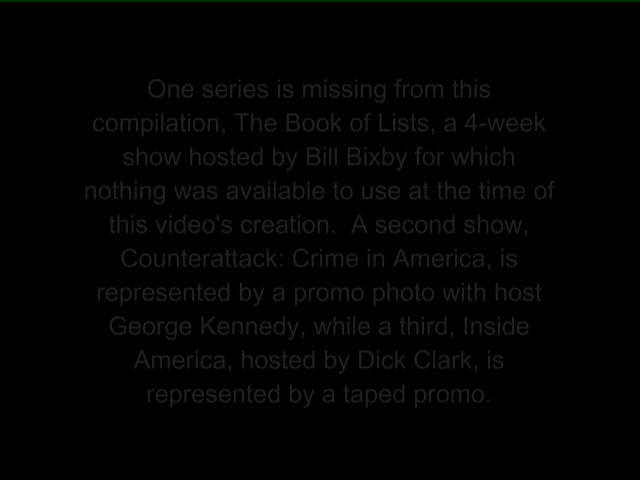 One series is missing from this
compilation, The Book of Lists, a 4-week
show hosted by Bill Bixby for which
nothing was available to use at the time of
this video's creation.  A second show,
Counterattack: Crime in America, is
represented by a promo photo with host
George Kennedy, while a third, Inside
America, hosted by Dick Clark, is
represented by a taped promo.